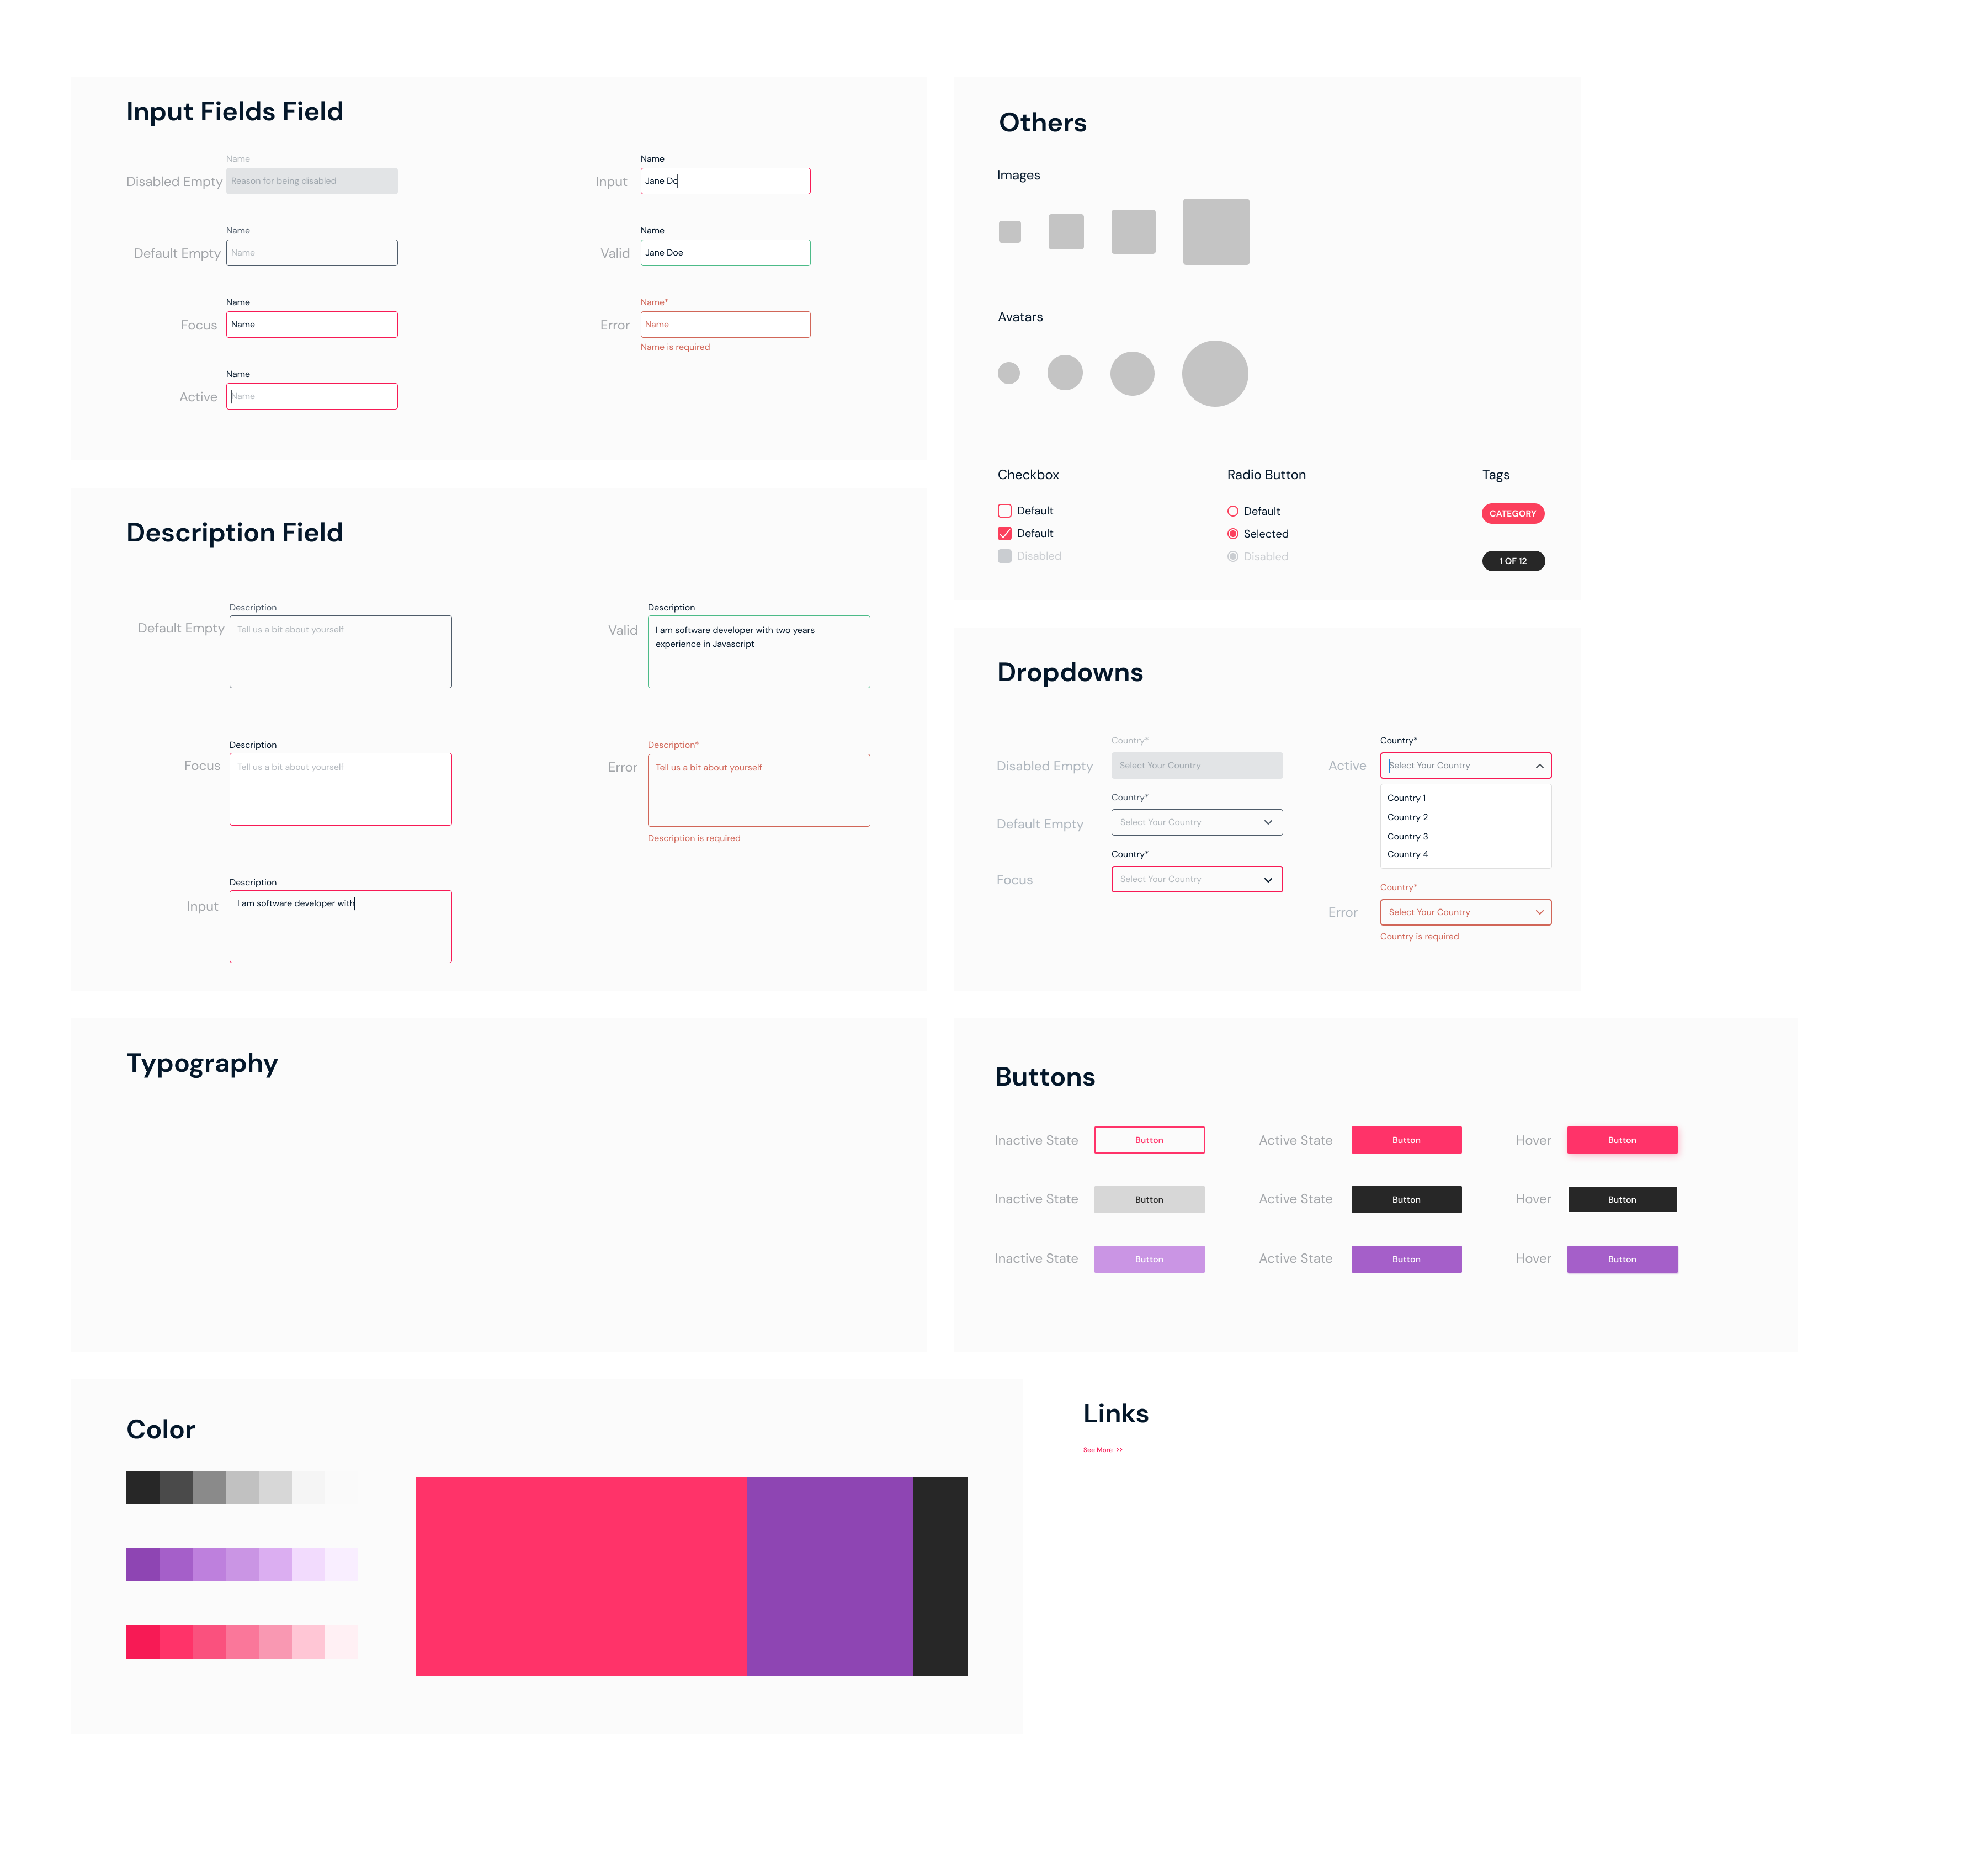 Input Fields Field
Name
Disabled Empty
Reason for being disabled
Name
Default Empty
Name
Name
Focus
Name
Name
Active
Name
Name
Input
Jane Do
Name
Valid
Jane Doe
Name*
Error
Name
Name is required
Others
Images
Avatars
Checkbox
Default
Default
Disabled
Radio Button
Default
Selected
Disabled
Tags
CATEGORY
1 OF 12
Description Field
Description
Default Empty
Tell us a bit about yourself
Description
Focus
Tell us a bit about yourself
Description
Input
I am software developer with
Description
Valid
I am software developer with two years
experience in Javascript
Description*
Error
Tell us a bit about yourself
Description is required
Dropdowns
Country*
Disabled Empty
Select Your Country
Country*
Default Empty
Select Your Country
Country*
Focus
Select Your Country
Country*
Active
Select Your Country
Country 1
Country 2
Country 3
Country 4
Country*
Error
Select Your Country
Country is required
Typography
Buttons
Inactive State
Button
Active State
Button
Hover
Button
Inactive State
Button
Active State
Button
Hover
Button
Inactive State
Button
Active State
Button
Hover
Button
Color
Links
See More >>